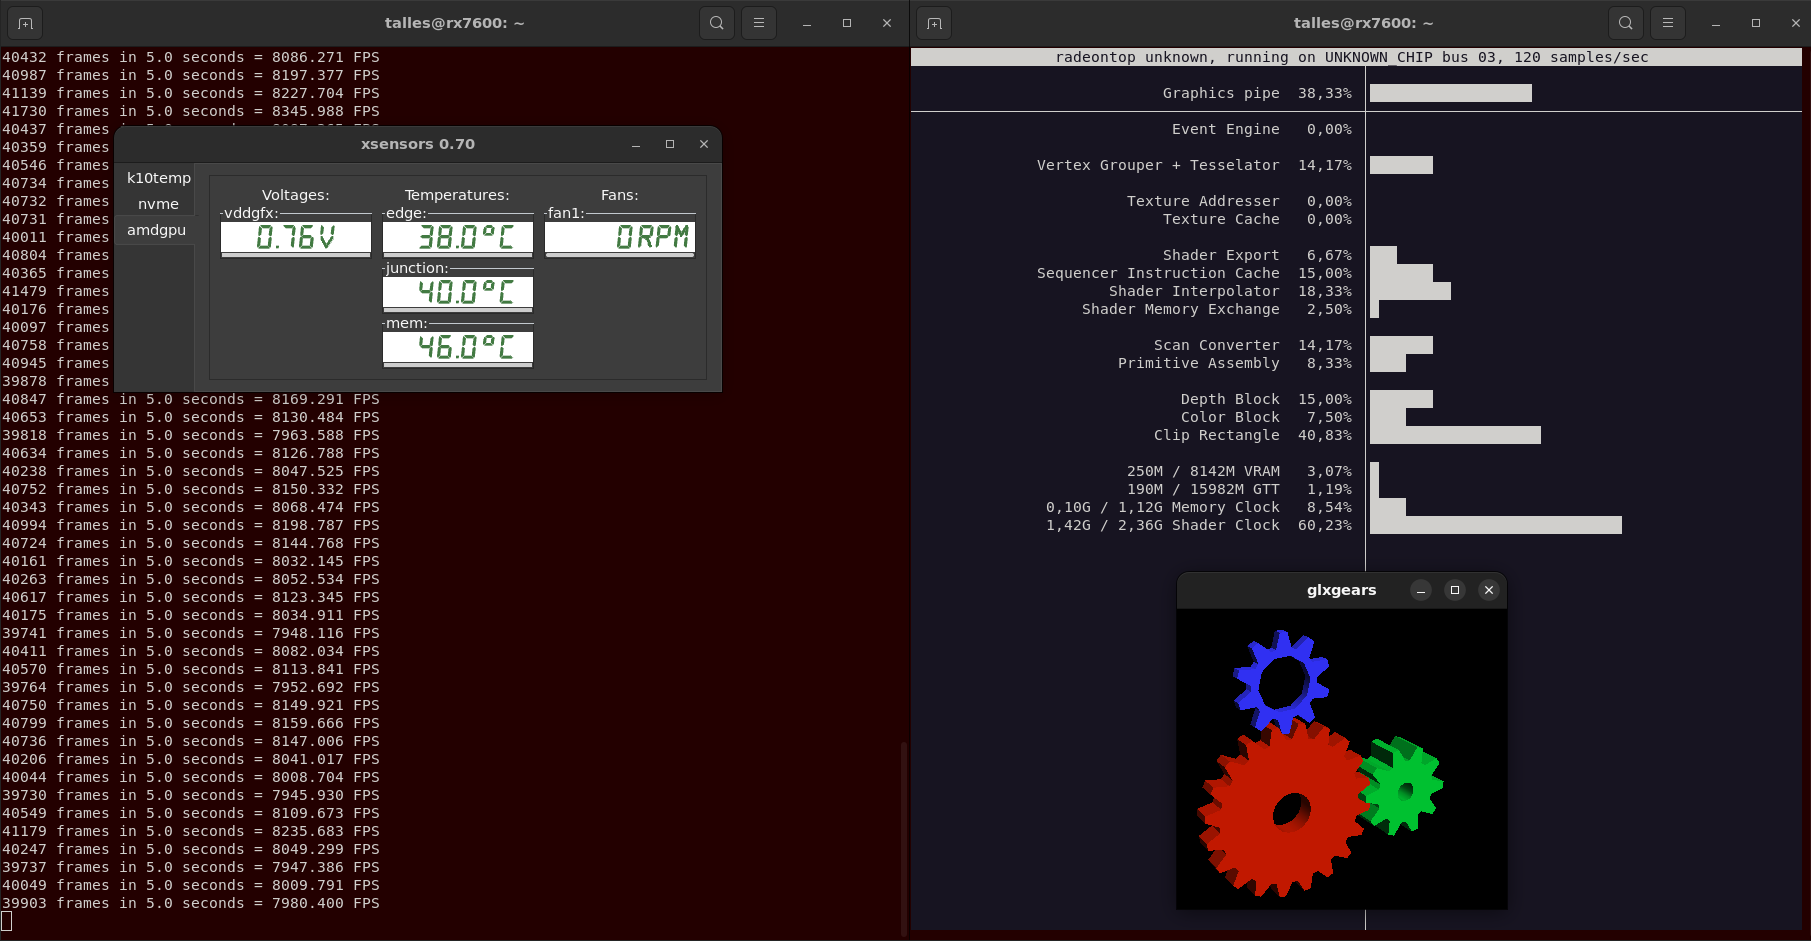 talles@rx7600: ~
40432 frames in 5.0 seconds = 8086.271 FPS
40987 frames in 5.0 seconds = 8197.377 FPS
41139 frames in 5.0 seconds = 8227.704 FPS
41730 frames in 5.0 seconds = 8345.988 FPS
40437 frames
40359 frames
40546 frames
40734 frames
40732 frames
40731 frames
40011 frames
40804 frames
40365 frames
41479 frames
40176 frames
40097 frames
40758 frames
40945 frames
39878 frames
40847 frames in 5.0 seconds = 8169.291 FPS
40653 frames in 5.0 seconds = 8130.484 FPS
39818 frames in 5.0 seconds = 7963.588 FPS
40634 frames in 5.0 seconds = 8126.788 FPS
40238 frames in 5.0 seconds = 8047.525 FPS
40752 frames in 5.0 seconds = 8150.332 FPS
40343 frames in 5.0 seconds = 8068.474 FPS
40994 frames in 5.0 seconds = 8198.787 FPS
40724 frames in 5.0 seconds = 8144.768 FPS
40161 frames in 5.0 seconds = 8032.145 FPS
40263 frames in 5.0 seconds = 8052.534 FPS
40617 frames in 5.0 seconds = 8123.345 FPS
40175 frames in 5.0 seconds = 8034.911 FPS
39741 frames in 5.0 seconds = 7948.116 FPS
40411 frames in 5.0 seconds = 8082.034 FPS
40570 frames in 5.0 seconds = 8113.841 FPS
39764 frames in 5.0 seconds = 7952.692 FPS
40750 frames in 5.0 seconds = 8149.921 FPS
40799 frames in 5.0 seconds = 8159.666 FPS
40736 frames in 5.0 seconds = 8147.006 FPS
40206 frames in 5.0 seconds = 8041.017 FPS
40044 frames in 5.0 seconds = 8008.704 FPS
39730 frames in 5.0 seconds = 7945.930 FPS
40549 frames in 5.0 seconds = 8109.673 FPS
41179 frames in 5.0 seconds = 8235.683 FPS
40247 frames in 5.0 seconds = 8049.299 FPS
39737 frames in 5.0 seconds = 7947.386 FPS
40049 frames in 5.0 seconds = 8009.791 FPS
39903 frames in 5.0 seconds = 7980.400 FPS
xsensors 0.70
k10temp
nvme
amdgpu
Voltages:
vddgfx:
0.76V
Temperatures:
edge:
38.0°C
junction:
40.0°C
mem:
46.0°C
Fans:
fan1:
0RPM
talles@rx7600: ~
radeontop unknown, running on UNKNOWN_CHIP bus 03, 120 samples/sec
Graphics pipe 38,33%
Event Engine 0,00%
Vertex Grouper + Tesselator 14,17%
Texture Addresser 0,00%
Texture Cache 0,00%
Shader Export 6,67%
Sequencer Instruction Cache 15,00%
Shader Interpolator 18,33%
Shader Memory Exchange 2,50%
Scan Converter 14,17%
Primitive Assembly 8,33%
Depth Block 15,00%
Color Block 7,50%
Clip Rectangle 40,83%
250M / 8142M VRAM 3,07%
190M / 15982M GTT 1,19%
0,10G / 1,12G Memory Clock 8,54%
1,42G / 2,36G Shader Clock 60,23%
glxgears